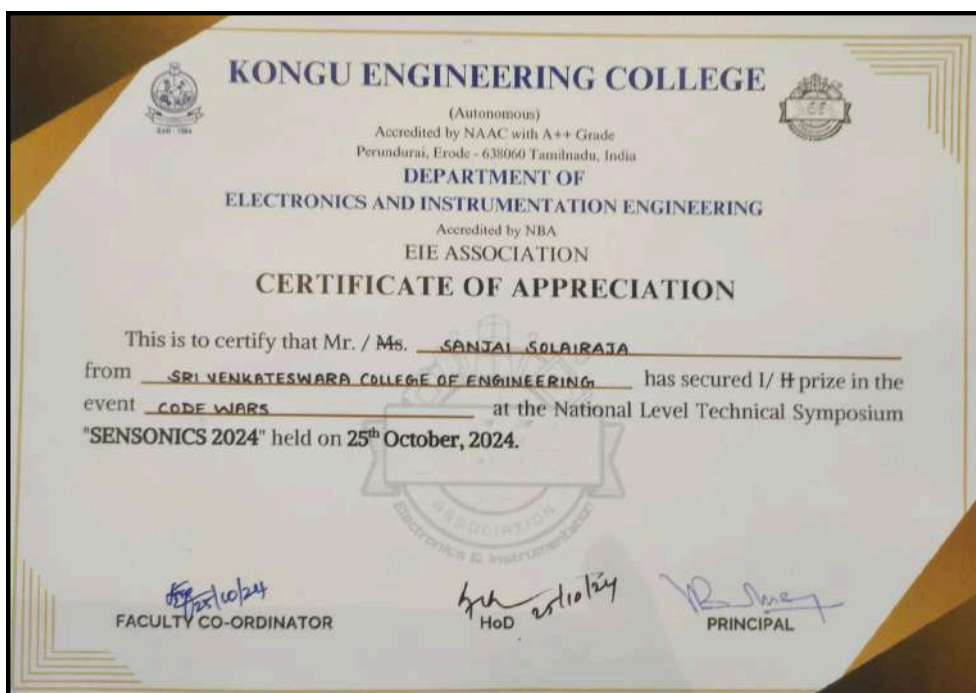 KONGU ENGINEERING COLLEGE
(Autonomous)
Accredited by NAAC with A++ Grade
Perundurai, Erode - 638060 Tamilnadu, India
DEPARTMENT OF
ELECTRONICS AND INSTRUMENTATION ENGINEERING
Accredited by NBA
EIE ASSOCIATION
CERTIFICATE OF APPRECIATION
This is to certify that Mr. / Ms. SANJAI SOLAIRAJA
from SRI VENKATESWARA COLLEGE OF ENGINEERING has secured I/ II prize in the
event CODE WARS at the National Level Technical Symposium
"SENSONICS 2024" held on 25th October, 2024.
ASSOCIATION
Electronics & Instrumentation
25/10/24
25/10/24
FACULTY CO-ORDINATOR
HoD
PRINCIPAL